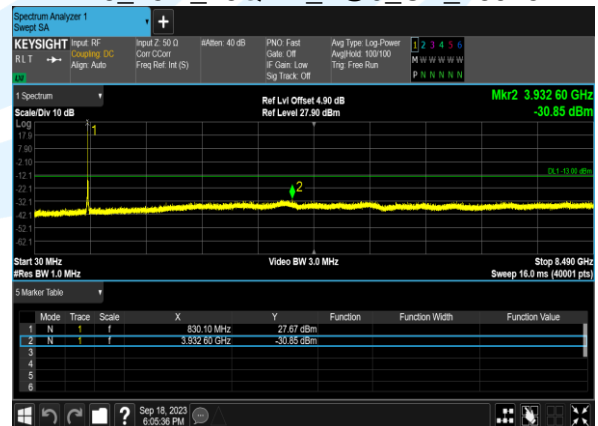 Spectrum Analyzer 1
Swept SA
+
KEYSIGHT Input: RF Input Z: 50 Ω #Atten: 40 dB PNO: Fast Avg Type: Log-Power 1 2 3 4 5 6
RLT Coupling: DC Corr CCorr Gate: Off Avg|Hold: 100/100 M W W W W W
Align: Auto Freq Ref: Int (S) IF Gain: Low Trig: Free Run P N N N N N
Sig Track: Off
LW
1 Spectrum Ref Lvl Offset 4.90 dB Mkr2 3.932 60 GHz
Scale/Div 10 dB Ref Level 27.90 dBm -30.85 dBm
Log
17.9 1
7.90
-2.10
-12.1 DL1 -13.00 dBm
-22.1 2
-32.1
-42.1
-52.1
-62.1
Start 30 MHz Video BW 3.0 MHz Stop 8.490 GHz
#Res BW 1.0 MHz Sweep 16.0 ms (40001 pts)
5 Marker Table
Mode Trace Scale X Y Function Function Width Function Value
1 N 1 f 830.10 MHz 27.67 dBm
2 N 1 f 3.932 60 GHz -30.85 dBm
3
4
5
6
? Sep 18, 2023
6:05:36 PM